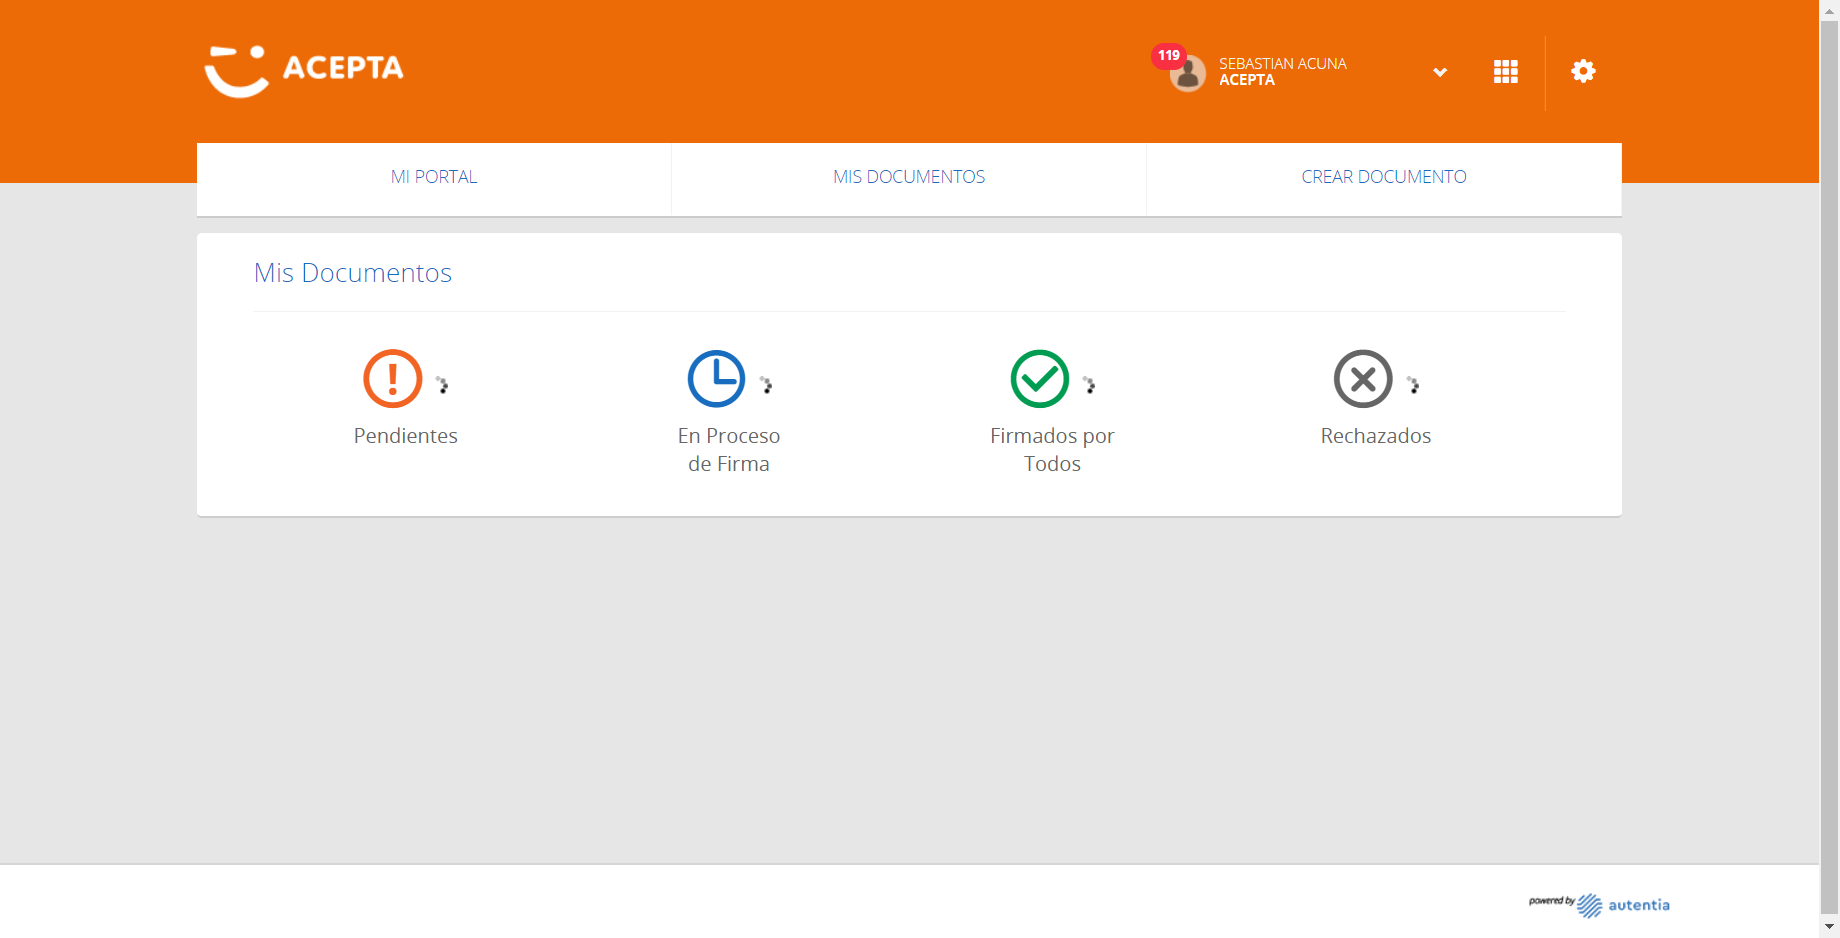 ACEPTA
119
SEBASTIAN ACUNA
ACEPTA
MI PORTAL
MIS DOCUMENTOS
CREAR DOCUMENTO
Mis Documentos
Pendientes
En Proceso
de Firma
Firmados por
Todos
Rechazados
powered by autentia